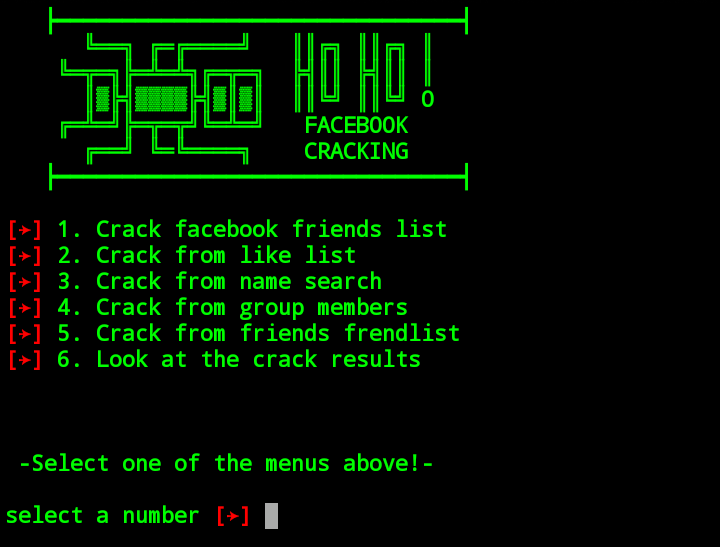 O
FACEBOOK
CRACKING
[➛] 1. Crack facebook friends list
[➛] 2. Crack from like list
[➛] 3. Crack from name search
[➛] 4. Crack from group members
[➛] 5. Crack from friends frendlist
[➛] 6. Look at the crack results
-Select one of the menus above!-
select a number [➛]